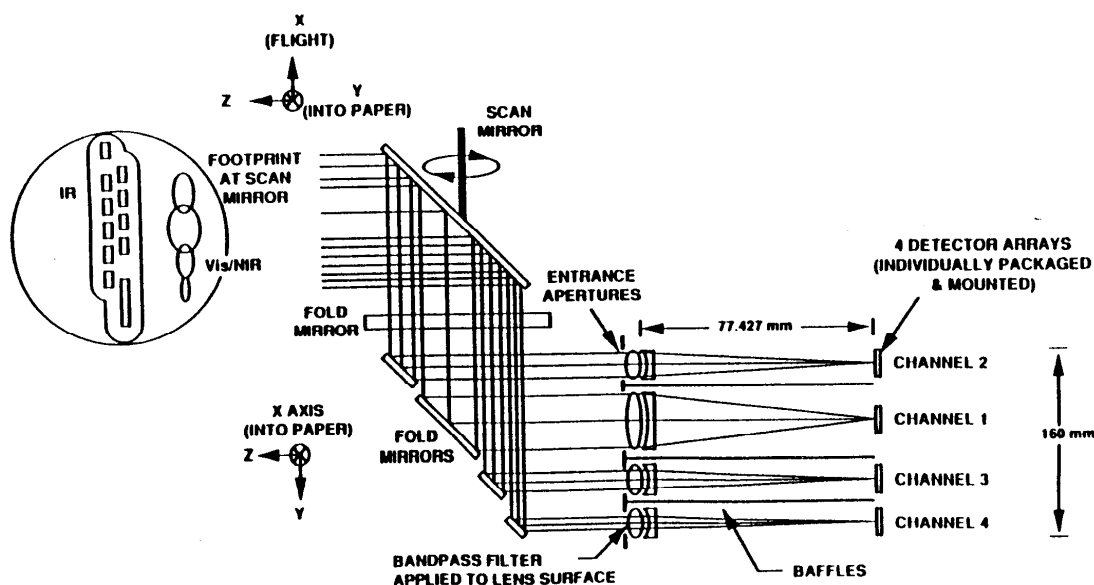 X
(FLIGHT)
Z
Y
(INTO PAPER)
SCAN
MIRROR
FOOTPRINT
AT SCAN
MIRROR
IR
Vis/NIR
4 DETECTOR ARRAYS
(INDIVIDUALLY PACKAGED
& MOUNTED)
ENTRANCE
APERTURES
FOLD
MIRROR
77.427 mm
CHANNEL 2
X AXIS
(INTO PAPER)
Z
Y
FOLD
MIRRORS
CHANNEL 1
160 mm
CHANNEL 3
CHANNEL 4
BANDPASS FILTER
APPLIED TO LENS SURFACE
BAFFLES